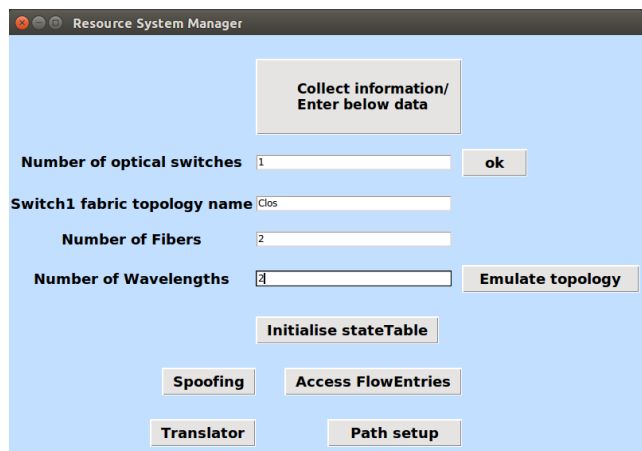 Resource System Manager
Collect information/
Enter below data
Number of optical switches 1 ok
Switch1 fabric topology name Clos
Number of Fibers 2
Number of Wavelengths 2 Emulate topology
Initialise stateTable
Spoofing Access FlowEntries
Translator Path setup